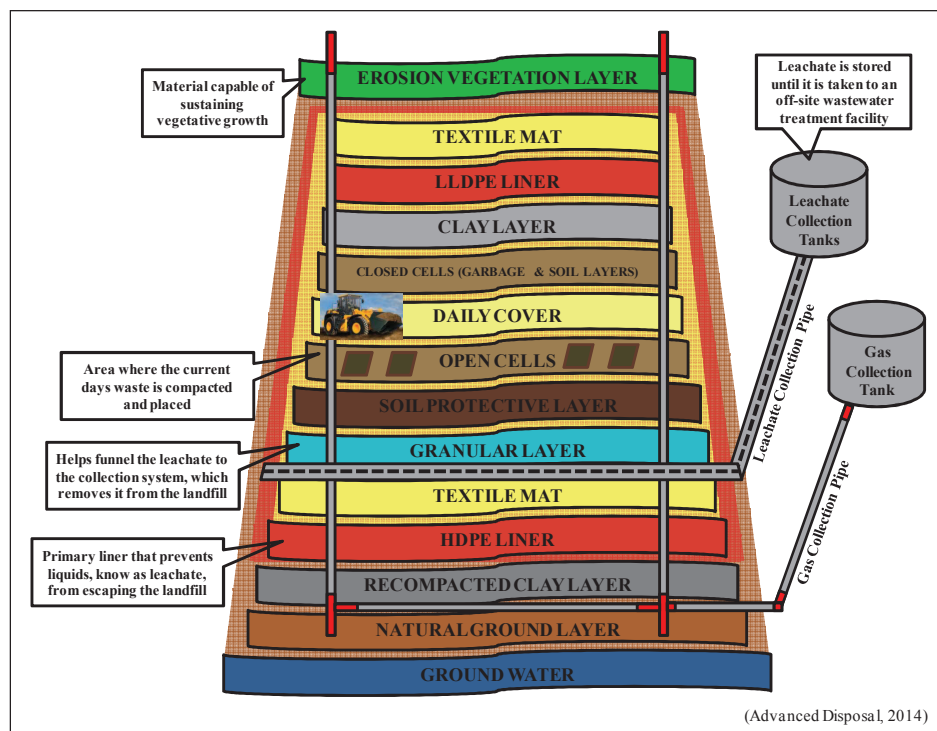 EROSION VEGETATION LAYER
Material capable of
sustaining
vegetative growth
Leachate is stored
until it is taken to an
off-site wastewater
treatment facility
TEXTILE MAT
LLDPE LINER
CLAY LAYER
Leachate
Collection
Tanks
CLOSED CELLS (GARBAGE & SOIL LAYERS)
DAILY COVER
Leachate Collection Pipe
Area where the current
days waste is compacted
and placed
OPEN CELLS
Gas
Collection
Tank
SOIL PROTECTIVE LAYER
Helps funnel the leachate to
the collection system, which
removes it from the landfill
GRANULAR LAYER
TEXTILE MAT
Gas Collection Pipe
Primary liner that prevents
liquids, know as leachate,
from escaping the landfill
HDPE LINER
RECOMPACTED CLAY LAYER
NATURAL GROUND LAYER
GROUND WATER
(Advanced Disposal, 2014)